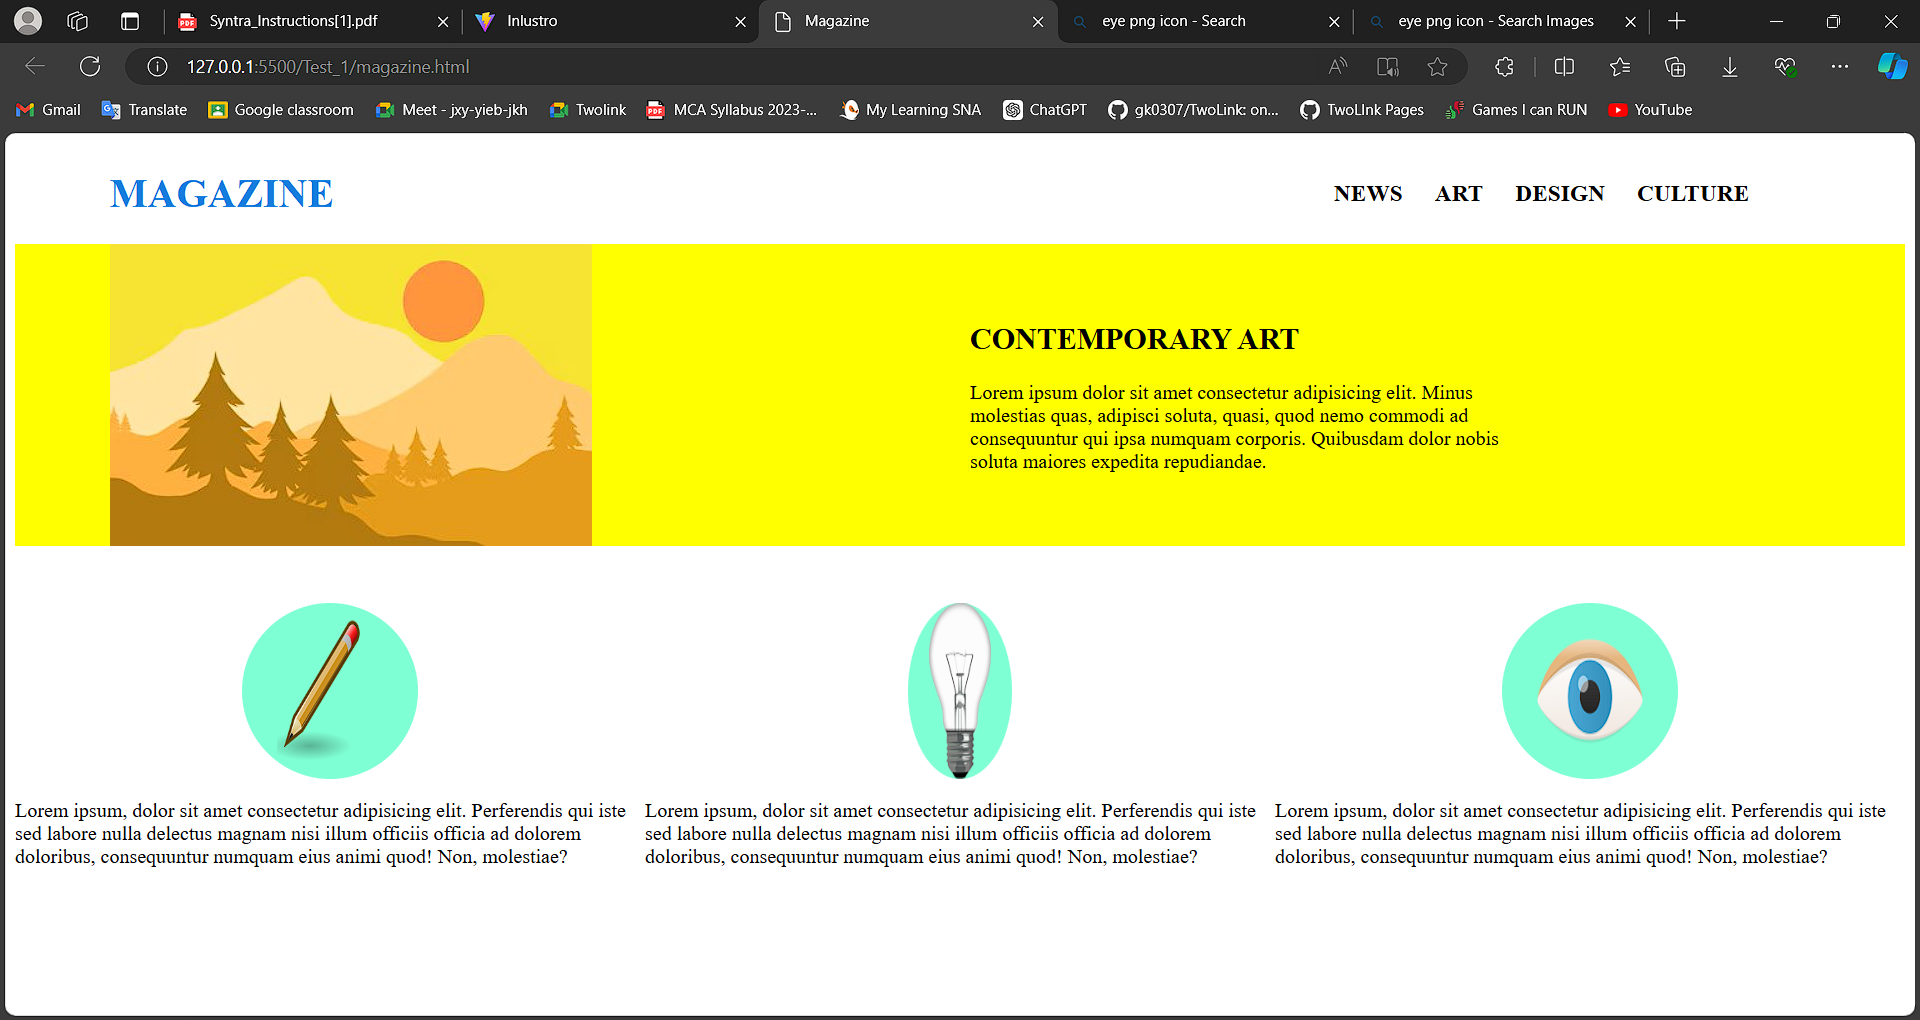 Syntra_Instructions[1].pdf
Inlustro
Magazine
eye png icon - Search
eye png icon - Search Images
127.0.0.1:5500/Test_1/magazine.html
Gmail
Translate
Google classroom
Meet - jxy-yieb-jkh
Twolink
PDF MCA Syllabus 2023-...
My Learning SNA
ChatGPT
gk0307/TwoLink: on...
TwoLInk Pages
Games I can RUN
YouTube
MAGAZINE
NEWS ART DESIGN CULTURE
CONTEMPORARY ART
Lorem ipsum dolor sit amet consectetur adipisicing elit. Minus
molestias quas, adipisci soluta, quasi, quod nemo commodi ad
consequuntur qui ipsa numquam corporis. Quibusdam dolor nobis
soluta maiores expedita repudiandae.
Lorem ipsum, dolor sit amet consectetur adipisicing elit. Perferendis qui iste
sed labore nulla delectus magnam nisi illum officiis officia ad dolorem
doloribus, consequuntur numquam eius animi quod! Non, molestiae?
Lorem ipsum, dolor sit amet consectetur adipisicing elit. Perferendis qui iste
sed labore nulla delectus magnam nisi illum officiis officia ad dolorem
doloribus, consequuntur numquam eius animi quod! Non, molestiae?
Lorem ipsum, dolor sit amet consectetur adipisicing elit. Perferendis qui iste
sed labore nulla delectus magnam nisi illum officiis officia ad dolorem
doloribus, consequuntur numquam eius animi quod! Non, molestiae?